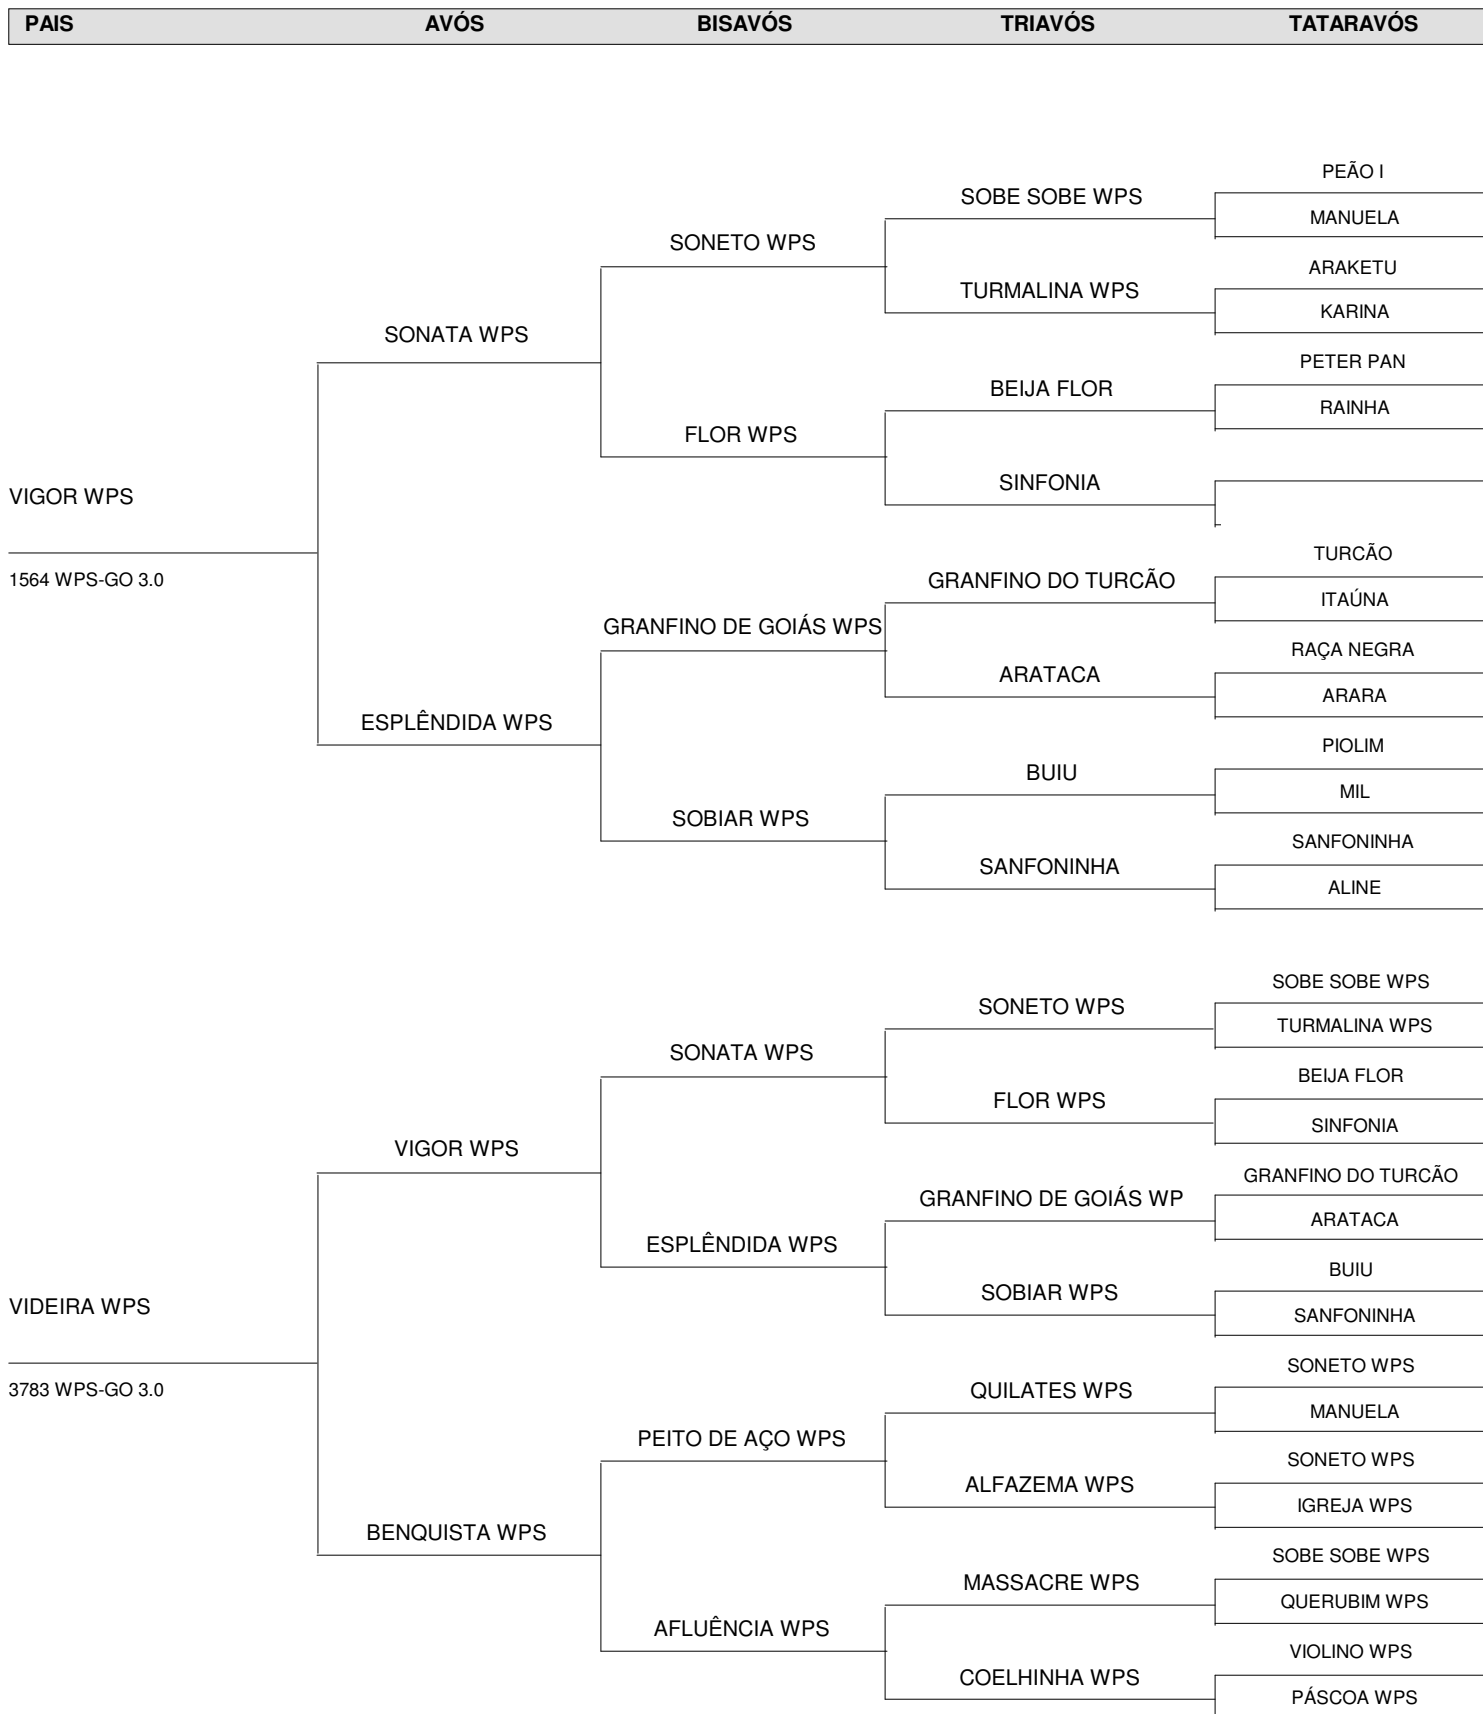 PAIS AVÓS BISAVÓS TRIAVÓS TATARAVÓS
PEÃO I
SOBE SOBE WPS
MANUELA
SONETO WPS
ARAKETU
TURMALINA WPS
KARINA
SONATA WPS
PETER PAN
BEIJA FLOR
RAINHA
FLOR WPS
SINFONIA
VIGOR WPS
TURCÃO
1564 WPS-GO 3.0
GRANFINO DO TURCÃO
ITAÚNA
GRANFINO DE GOIÁS WPS
RAÇA NEGRA
ARATACA
ARARA
ESPLÊNDIDA WPS
PIOLIM
BUIU
MIL
SOBIAR WPS
SANFONINHA
SANFONINHA
ALINE
SOBE SOBE WPS
SONETO WPS
TURMALINA WPS
SONATA WPS
BEIJA FLOR
FLOR WPS
SINFONIA
VIGOR WPS
GRANFINO DO TURCÃO
GRANFINO DE GOIÁS WP
ARATACA
ESPLÊNDIDA WPS
BUIU
SOBIAR WPS
VIDEIRA WPS
SANFONINHA
SONETO WPS
3783 WPS-GO 3.0
QUILATES WPS
MANUELA
PEITO DE AÇO WPS
SONETO WPS
ALFAZEMA WPS
IGREJA WPS
BENQUISTA WPS
SOBE SOBE WPS
MASSACRE WPS
QUERUBIM WPS
AFLUÊNCIA WPS
VIOLINO WPS
COELHINHA WPS
PÁSCOA WPS